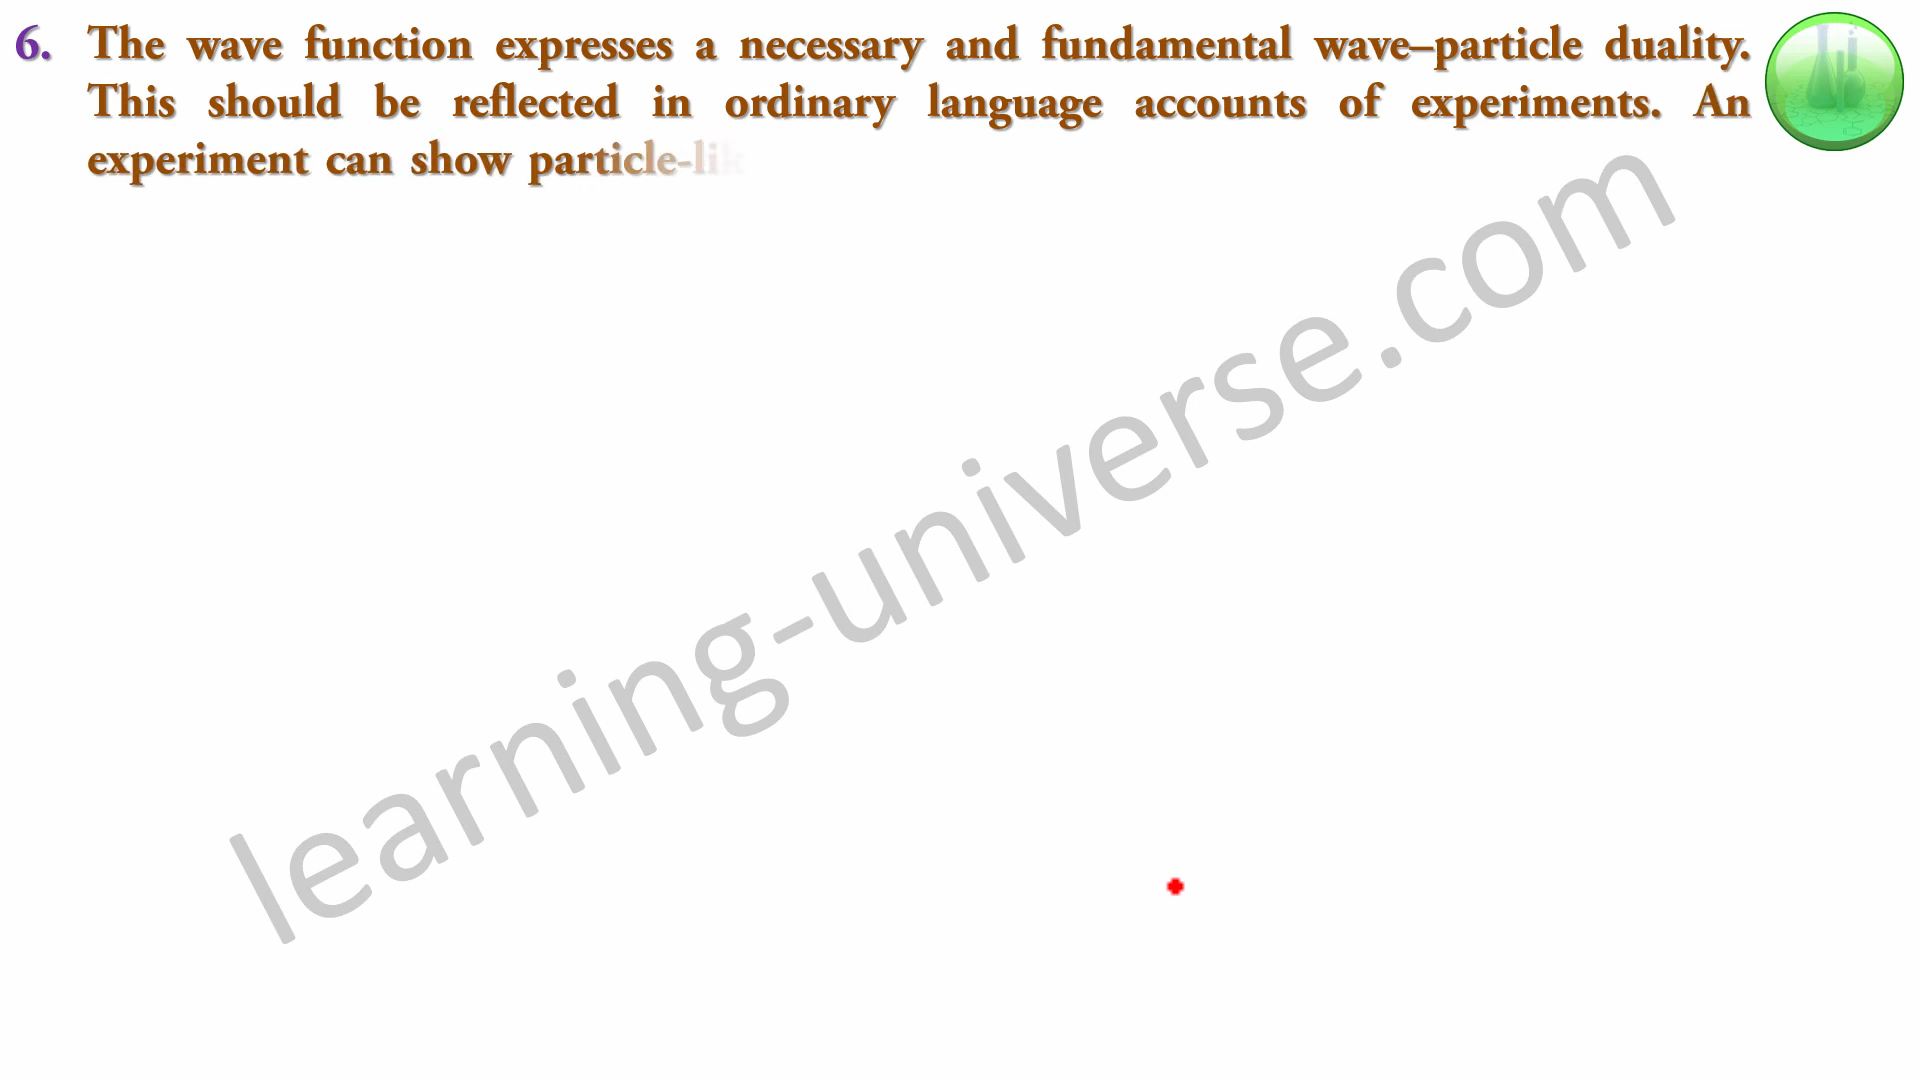 6. The wave function expresses a necessary and fundamental wave–particle duality.
This should be reflected in ordinary language accounts of experiments. An
experiment can show
learning-universe.com